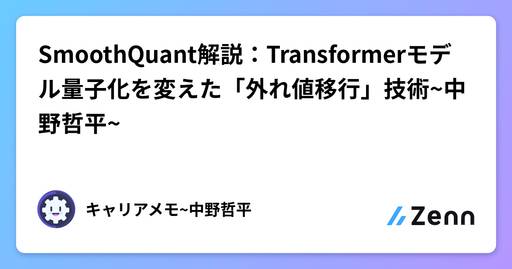 SmoothQuant解説：Transformerモデ
ル量子化を変えた「外れ値移行」技術~中
野哲平~
キャリアメモ~中野哲平
Zenn